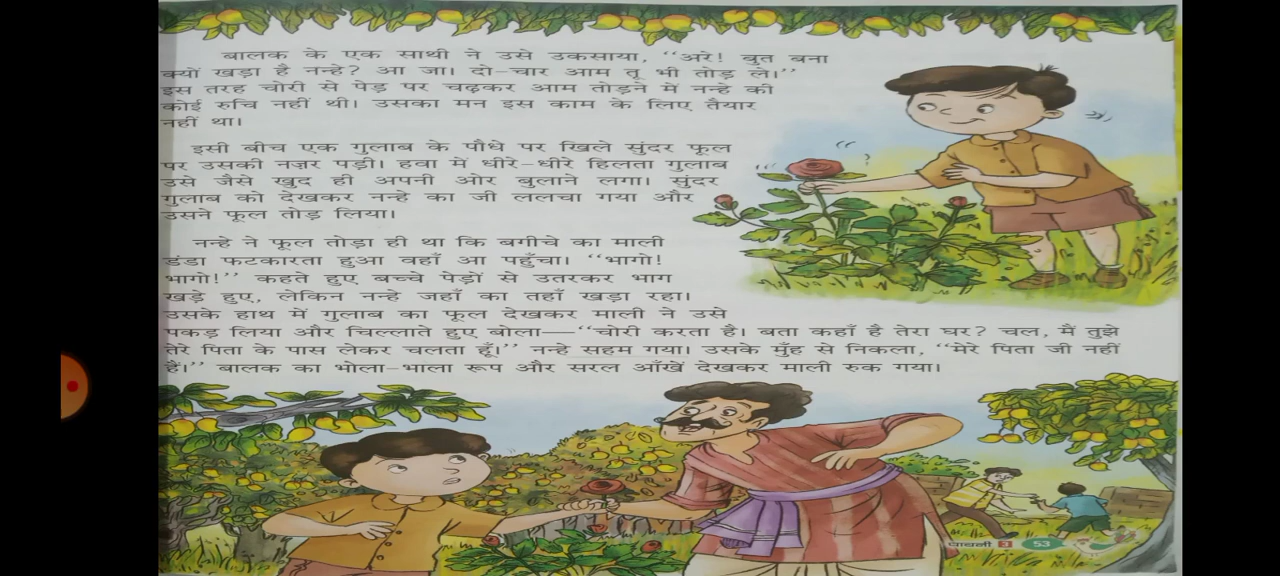 बालक के एक साथी ने उसे उकसाया, ‘‘अरे! बुत बना
क्यों खड़ा है नन्हे? आ जा। दो-चार आम तू भी तोड़ ले।’’
इस तरह चोरी से पेड़ पर चढ़कर आम तोड़ने में नन्हे की
कोई रुचि नहीं थी। उसका मन इस काम के लिए तैयार
नहीं था।
इसी बीच एक गुलाब के पौधे पर खिले सुंदर फूल
पर उसकी नज़र पड़ी। हवा में धीरे-धीरे हिलता गुलाब
उसे जैसे खुद ही अपनी ओर बुलाने लगा। सुंदर
गुलाब को देखकर नन्हे का जी ललचा गया और
उसने फूल तोड़ लिया।
नन्हे ने फूल तोड़ा ही था कि बगीचे का माली
डंडा फटकारता हुआ वहाँ आ पहुँचा। ‘‘भागो!
भागो!’’ कहते हुए बच्चे पेड़ों से उतरकर भाग
खड़े हुए, लेकिन नन्हे जहाँ का तहाँ खड़ा रहा।
उसके हाथ में गुलाब का फूल देखकर माली ने उसे
पकड़ लिया और चिल्लाते हुए बोला—‘‘चोरी करता है। बता कहाँ है तेरा घर? चल, मैं तुझे
तेरे पिता के पास लेकर चलता हूँ।’’ नन्हे सहम गया। उसके मुँह से निकला, ‘‘मेरे पिता जी नहीं
हैं।’’ बालक का भोला-भाला रूप और सरल आँखें देखकर माली रुक गया।
53